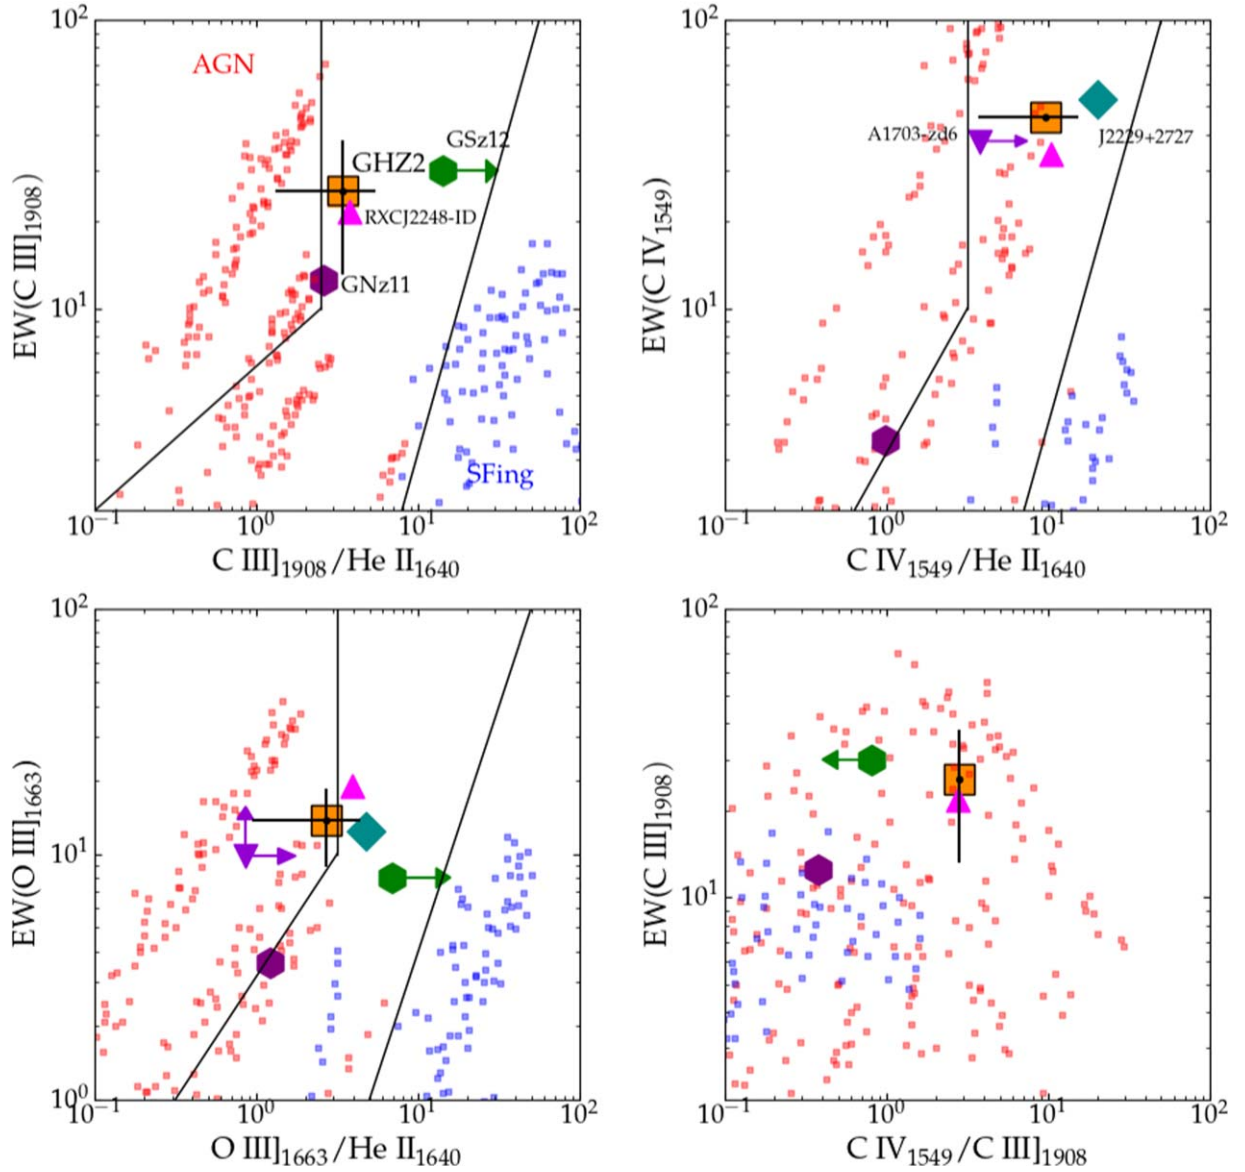 10²
AGN
GSz12
GHZ2
RXCJ2248-ID
GNz11
10¹
SFing
EW(C III]₁₉₀₈)
10⁻¹ 10⁰ 10¹ 10²
C III]₁₉₀₈/He II₁₆₄₀
10²
A1703-zd6
J2229+2727
10¹
EW(C IV₁₅₄₉)
10⁻¹ 10⁰ 10¹ 10²
C IV₁₅₄₉/He II₁₆₄₀
10²
10¹
10⁰
EW(O III]₁₆₆₃)
10⁻¹ 10⁰ 10¹ 10²
O III]₁₆₆₃/He II₁₆₄₀
10²
10¹
EW(C III]₁₉₀₈)
10⁻¹ 10⁰ 10¹ 10²
C IV₁₅₄₉/C III]₁₉₀₈